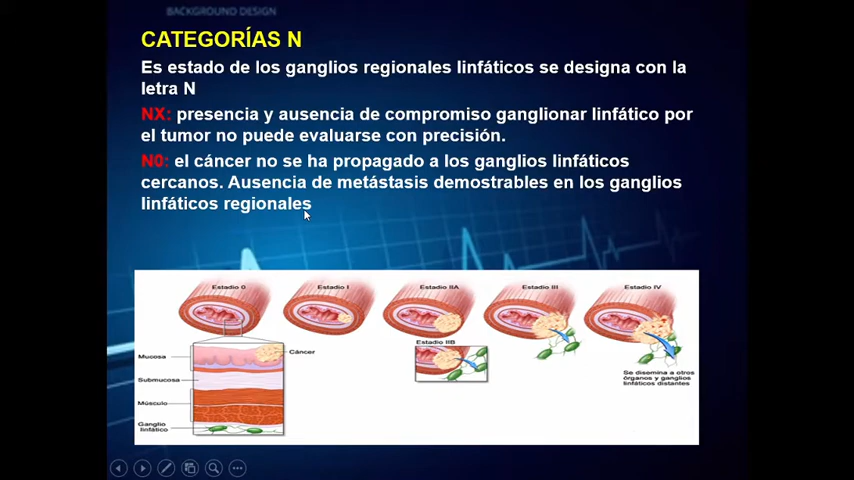 BACKGROUND DESIGN
CATEGORÍAS N
Es estado de los ganglios regionales linfáticos se designa con la
letra N
NX: presencia y ausencia de compromiso ganglionar linfático por
el tumor no puede evaluarse con precisión.
N0: el cáncer no se ha propagado a los ganglios linfáticos
cercanos. Ausencia de metástasis demostrables en los ganglios
linfáticos regionales
Estadio 0
Estadio I
Estadio IIA
Estadio III
Estadio IV
Estadio IIB
Cáncer
Mucosa
Submucosa
Músculo
Ganglio
linfático
Se disemina a otros
órganos y ganglios
linfáticos distantes